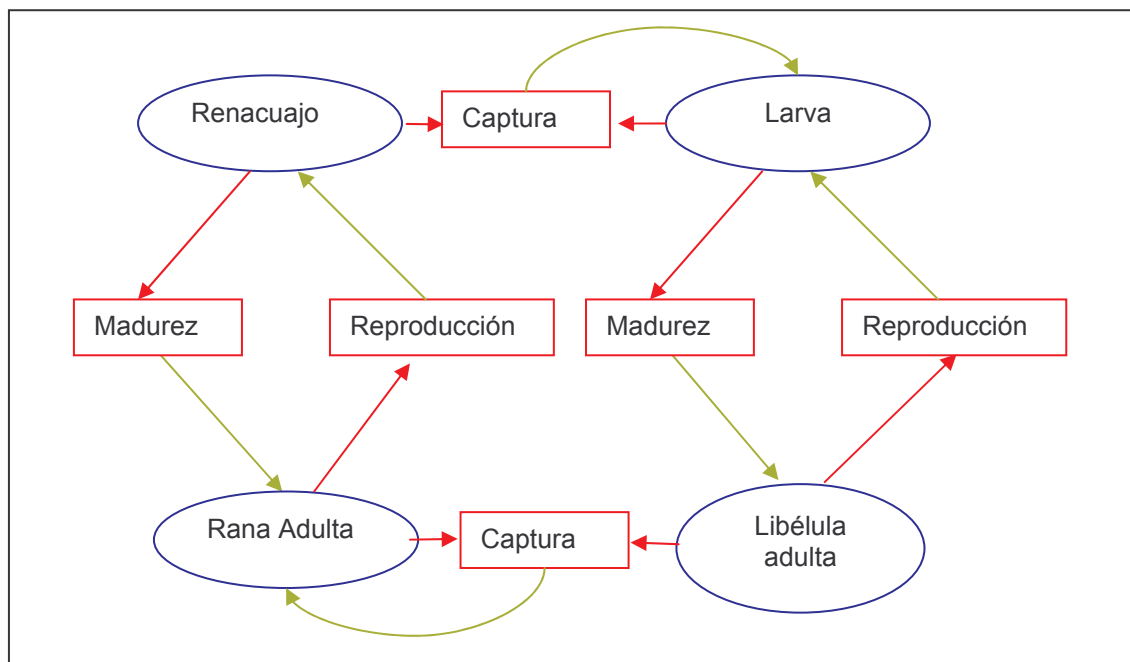 Renacuajo
Captura
Larva
Madurez
Reproducción
Madurez
Reproducción
Rana Adulta
Captura
Libélula
adulta